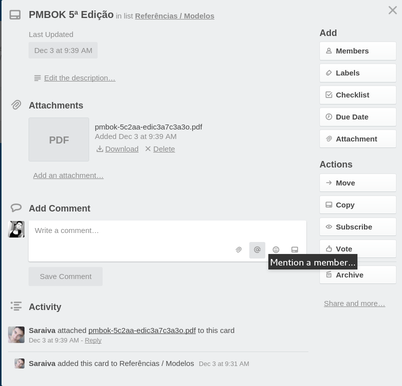 PMBOK 5ª Edição in list Referências / Modelos
Last Updated
Dec 3 at 9:39 AM
Edit the description…
Attachments
PDF
pmbok-5c2aa-edic3a7c3a3o.pdf
Added Dec 3 at 9:39 AM
Download Delete
Add an attachment…
Add Comment
Write a comment…
@
Mention a member…
Save Comment
Activity
Saraiva attached pmbok-5c2aa-edic3a7c3a3o.pdf to this card
Dec 3 at 9:39 AM - Reply
Saraiva added this card to Referências / Modelos Dec 3 at 9:31 AM
Add
Members
Labels
Checklist
Due Date
Attachment
Actions
Move
Copy
Subscribe
Vote
Archive
Share and more…